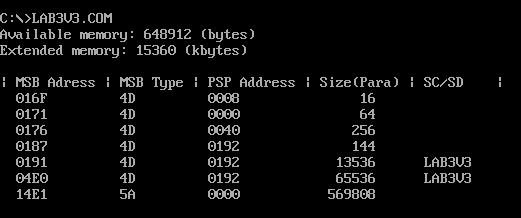 C:\>LAB3V3.COM
Available memory: 648912 (bytes)
Extended memory: 15360 (kbytes)
| MSB Adress | MSB Type | PSP Address | Size(Para) | SC/SD |
016F 4D 0008 16
0171 4D 0000 64
0176 4D 0040 256
0187 4D 0192 144
0191 4D 0192 13536 LAB3V3
04E0 4D 0192 65536 LAB3V3
14E1 5A 0000 569808